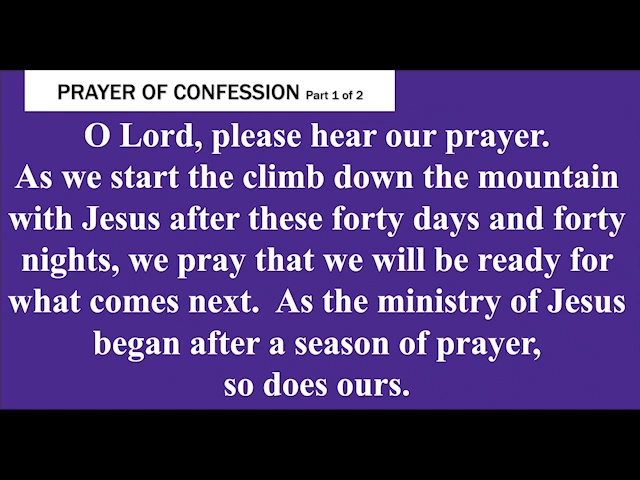 PRAYER OF CONFESSION Part 1 of 2
O Lord, please hear our prayer.
As we start the climb down the mountain
with Jesus after these forty days and forty
nights, we pray that we will be ready for
what comes next.  As the ministry of Jesus
began after a season of prayer,
so does ours.